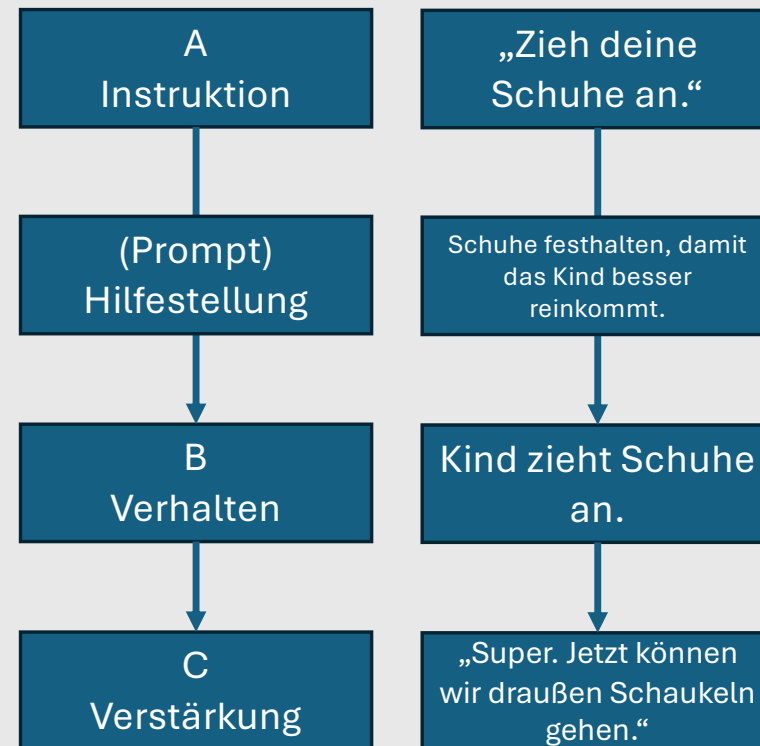 A
Instruktion
(Prompt)
Hilfestellung
B
Verhalten
C
Verstärkung
„Zieh deine
Schuhe an.“
Schuhe festhalten, damit
das Kind besser
reinkommt.
Kind zieht Schuhe
an.
„Super. Jetzt können
wir draußen Schaukeln
gehen.“